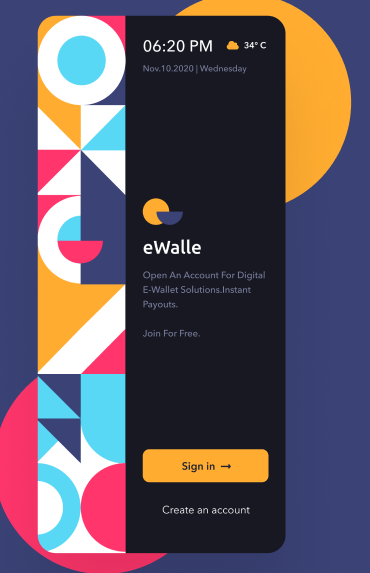 06:20 PM 34° C
Nov.10.2020 | Wednesday
eWalle
Open An Account For Digital
E-Wallet Solutions.Instant
Payouts.
Join For Free.
Sign in →
Create an account